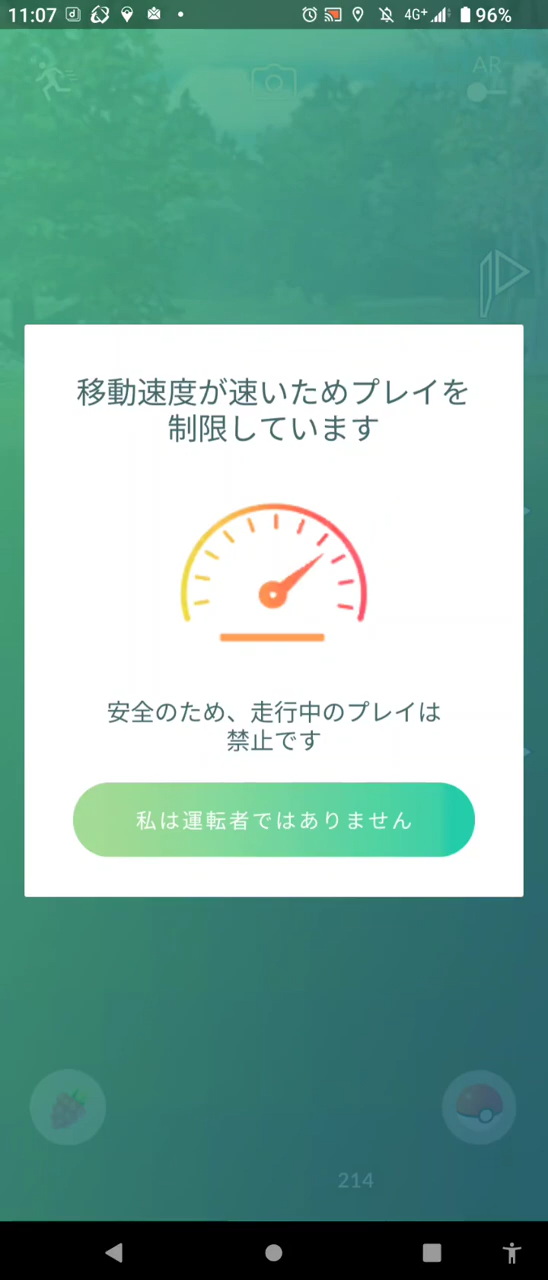 11:07
4G+
96%
AR
移動速度が速いためプレイを
制限しています
安全のため、走行中のプレイは
禁止です
私は運転者ではありません
214